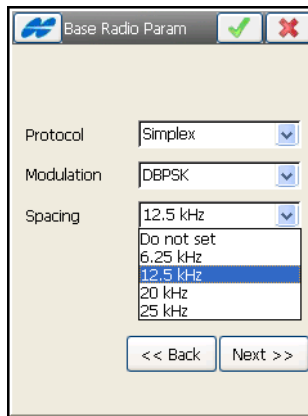 Base Radio Param
Protocol Simplex
Modulation DBPSK
Spacing 12.5 kHz
Do not set
6.25 kHz
12.5 kHz
20 kHz
25 kHz
<< Back Next >>